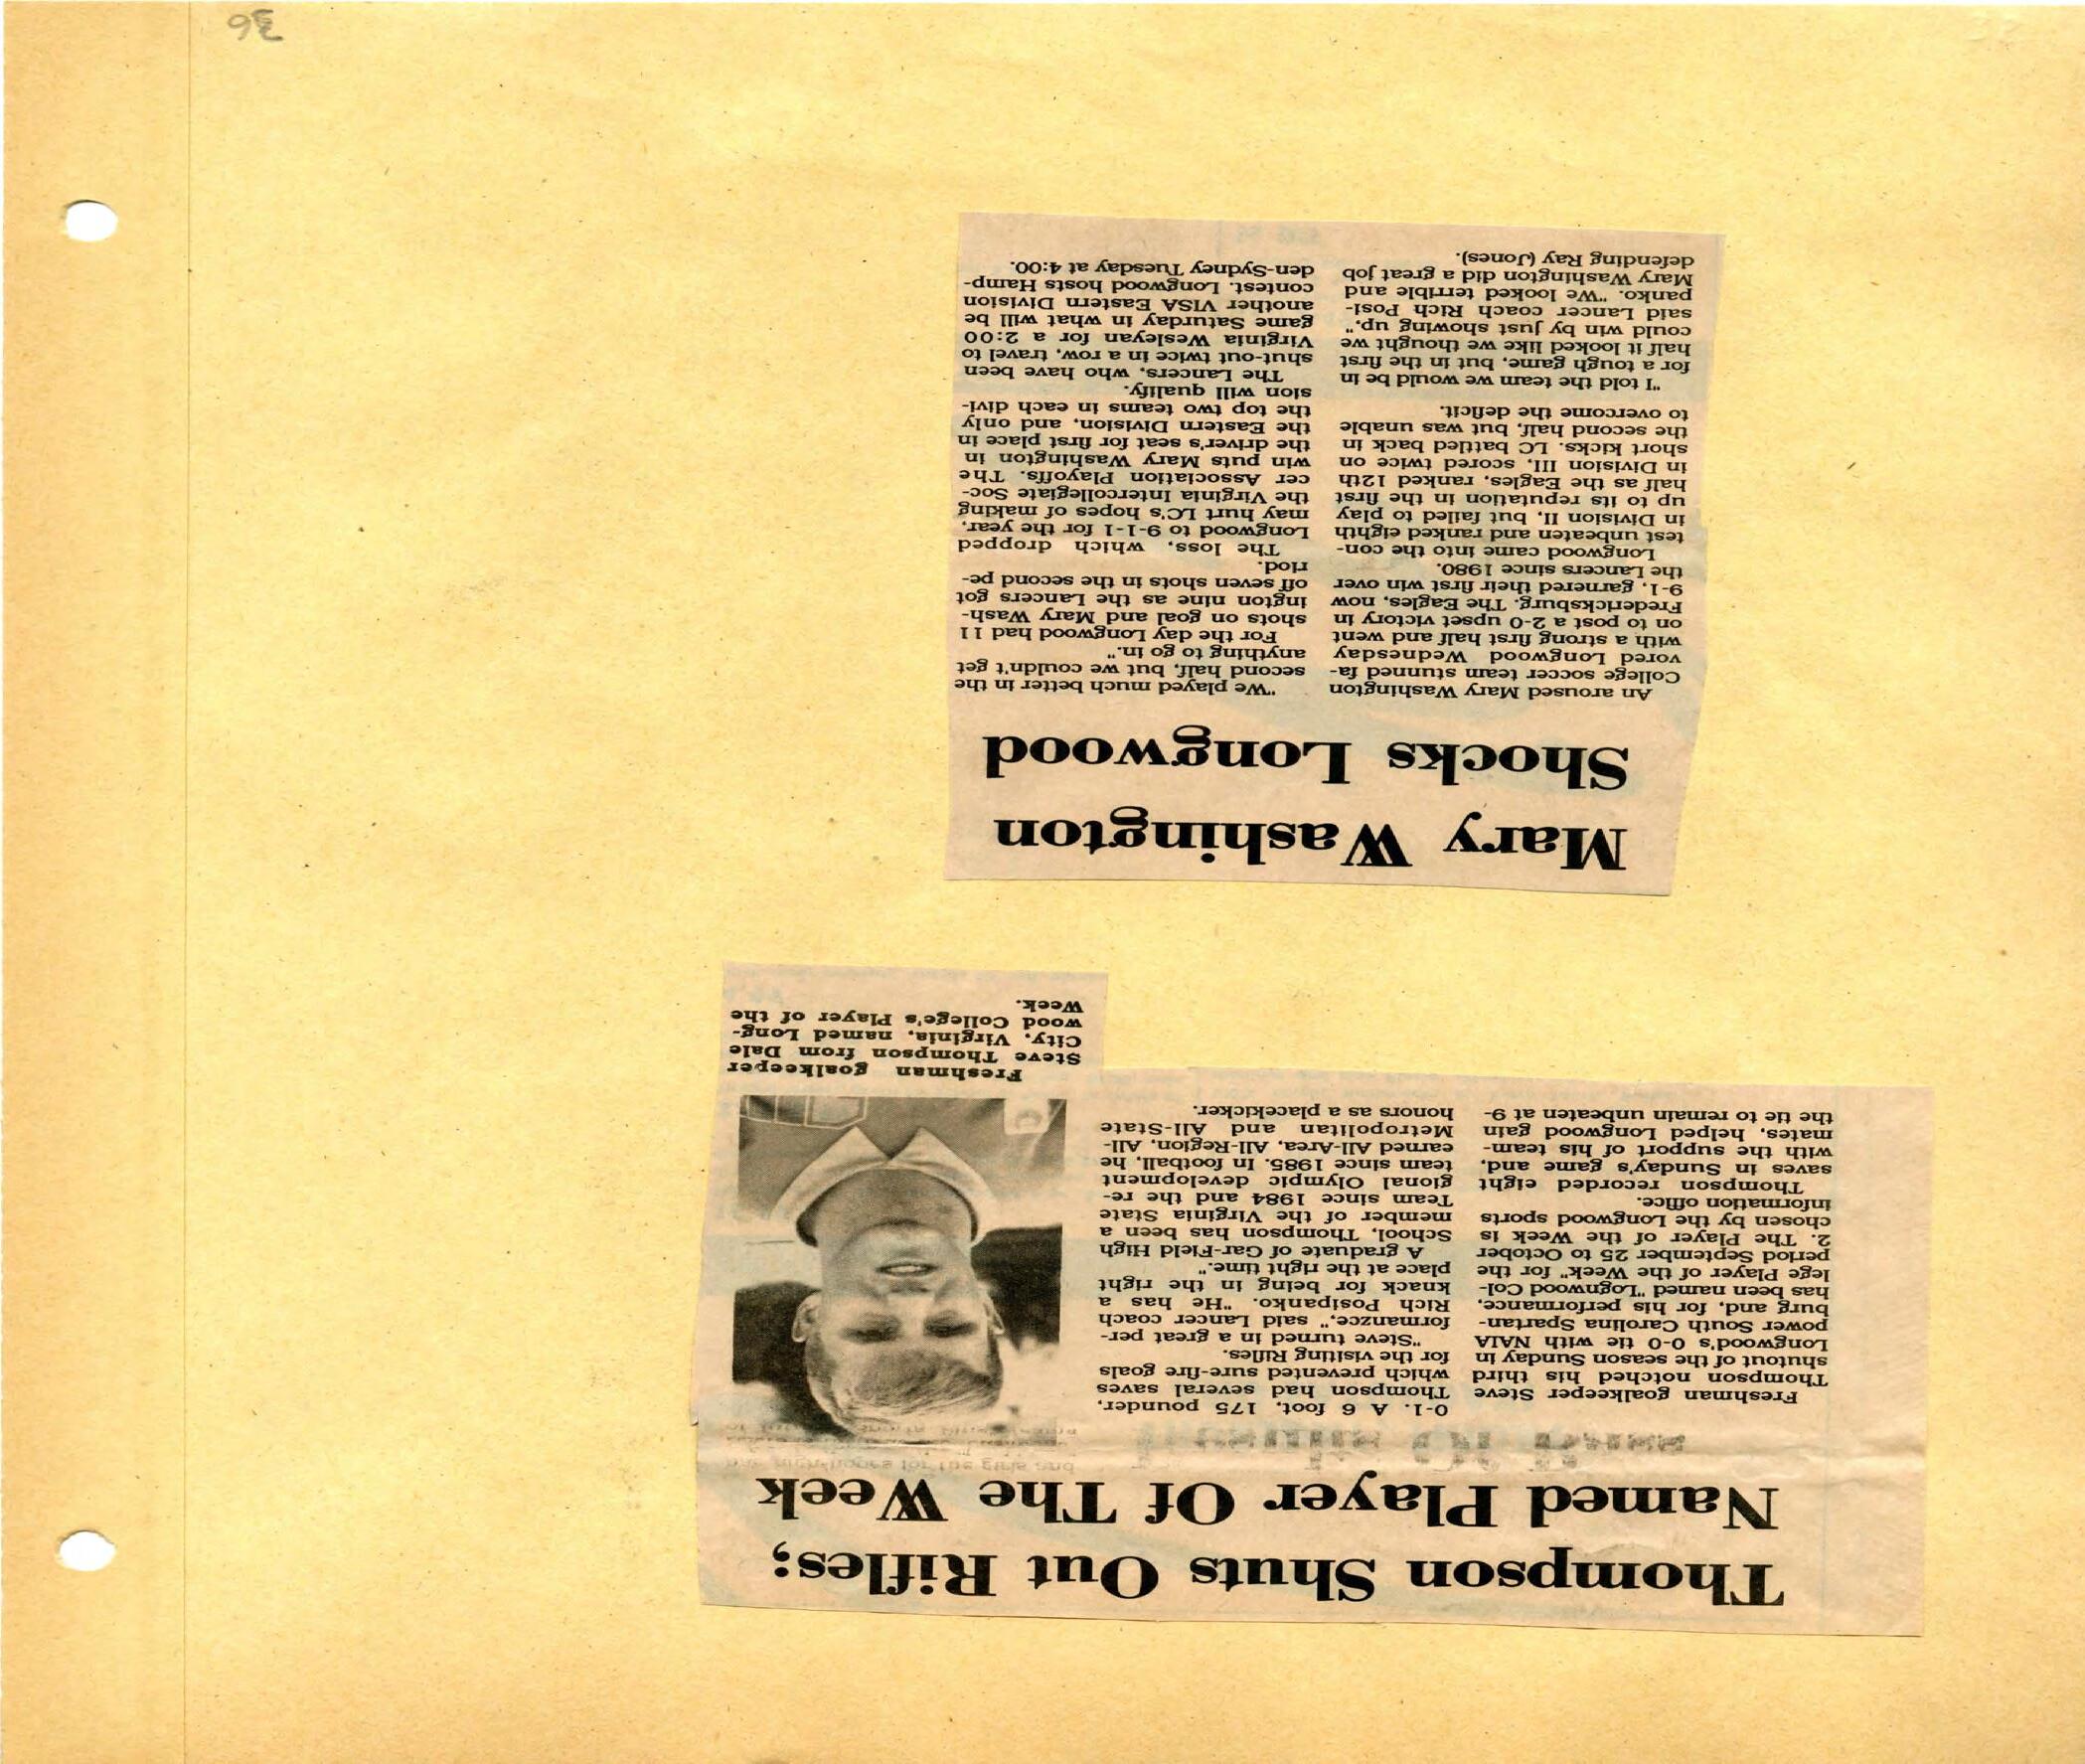 Thompson Shuts Out Rifles;
Named Player Of The Week
Freshman goalkeeper Steve
Thompson notched his third
shutout of the season Sunday in
Longwood's 0-0 tie with NAIA
power South Carolina Spartan-
burg and, for his performance,
has been named "Lognwood Col-
lege Player of the Week" for the
period September 25 to October
2. The Player of the Week is
chosen by the Longwood sports
information office.
Thompson recorded eight
saves in Sunday's game and,
with the support of his team-
mates, helped Longwood gain
the tie to remain unbeaten at 9-
0-1. A 6 foot, 175 pounder,
Thompson had several saves
which prevented sure-fire goals
for the visiting Rifles.
"Steve turned in a great per-
formanzce," said Lancer coach
Rich Posipanko. "He has a
knack for being in the right
place at the right time."
A graduate of Gar-Field High
School, Thompson has been a
member of the Virginia State
Team since 1984 and the re-
gional Olympic development
team since 1985. In football, he
earned All-Area, All-Region, All-
Metropolitan and All-State
honors as a placekicker.
Freshman goalkeeper
Steve Thompson from Dale
City, Virginia, named Long-
wood College's Player of the
Week.
Mary Washington
Shocks Longwood
An aroused Mary Washington
College soccer team stunned fa-
vored Longwood Wednesday
with a strong first half and went
on to post a 2-0 upset victory in
Fredericksburg. The Eagles, now
9-1, garnered their first win over
the Lancers since 1980.
Longwood came into the con-
test unbeaten and ranked eighth
in Division II, but failed to play
up to its reputation in the first
half as the Eagles, ranked 12th
in Division III, scored twice on
short kicks. LC battled back in
the second half, but was unable
to overcome the deficit.
"I told the team we would be in
for a tough game, but in the first
half it looked like we thought we
could win by just showing up,"
said Lancer coach Rich Posi-
panko. "We looked terrible and
Mary Washington did a great job
defending Ray (Jones).
"We played much better in the
second half, but we couldn't get
anything to go in."
For the day Longwood had 11
shots on goal and Mary Wash-
ington nine as the Lancers got
off seven shots in the second pe-
riod.
The loss, which dropped
Longwood to 9-1-1 for the year,
may hurt LC's hopes of making
the Virginia Intercollegiate Soc-
cer Association Playoffs. The
win puts Mary Washington in
the driver's seat for first place in
the Eastern Division, and only
the top two teams in each divi-
sion will qualify.
The Lancers, who have been
shut-out twice in a row, travel to
Virginia Wesleyan for a 2:00
game Saturday in what will be
another VISA Eastern Division
contest. Longwood hosts Hamp-
den-Sydney Tuesday at 4:00.
36